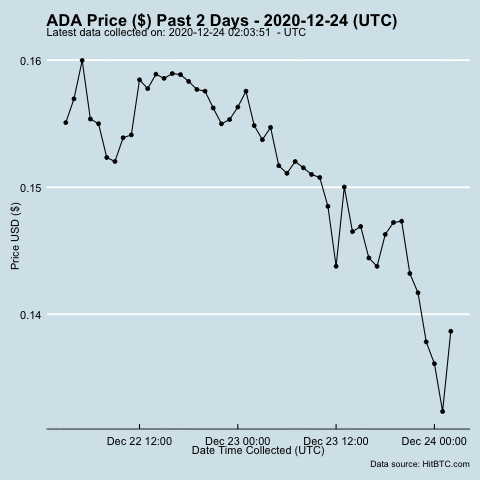 ADA Price ($) Past 2 Days - 2020-12-24 (UTC)
Latest data collected on: 2020-12-24 02:03:51  - UTC
0.16
0.15
0.14
Price USD ($)
Dec 22 12:00 Dec 23 00:00 Dec 23 12:00 Dec 24 00:00
Date Time Collected (UTC)
Data source: HitBTC.com